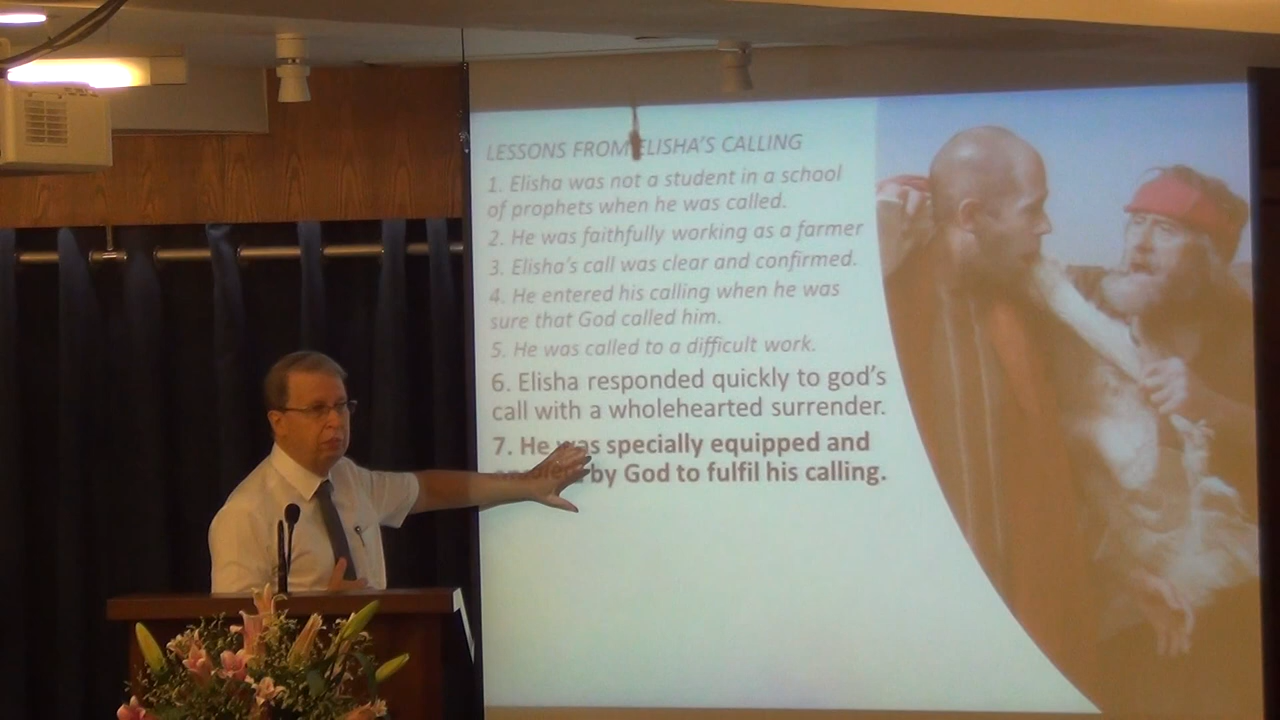 LESSONS FROM ELISHA'S CALLING
1. Elisha was not a student in a school
of prophets when he was called.
2. He was faithfully working as a farmer
3. Elisha's call was clear and confirmed.
4. He entered his calling when he was
sure that God called him.
5. He was called to a difficult work.
6. Elisha responded quickly to god's
call with a wholehearted surrender.
7. He was specially equipped and
by God to fulfil his calling.